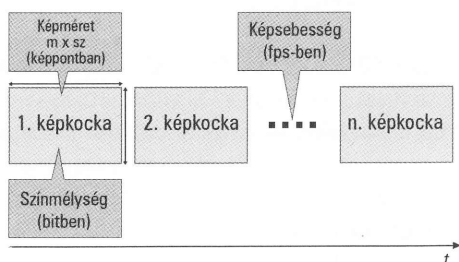 Képméret
m x sz
(képpontban)
Képsebesség
(fps-ben)
1. képkocka
2. képkocka
n. képkocka
Színmélység
(bitben)
t